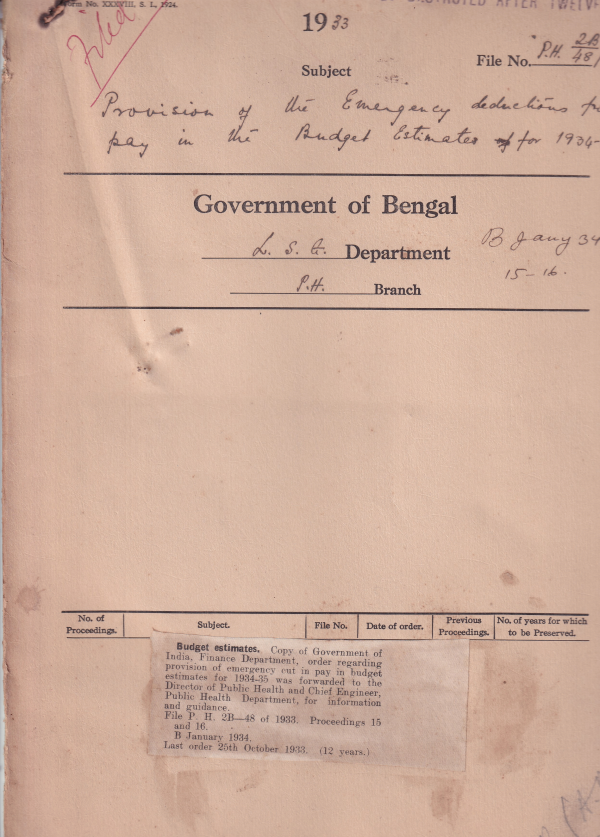 Form No. XXXVIII, S. I., 1924.
DESTROYED AFTER TWELVE
Filed
1933
File No. P.H. 2B/48/
Subject
Provision of the Emergency deductions fr
pay in the Budget Estimates for 1934-
Government of Bengal
L. S. G. Department
B Jany 34
15-16.
P.H. Branch
No. of Proceedings. Subject. File No. Date of order. Previous Proceedings. No. of years for which to be Preserved.
Budget estimates. Copy of Government of
India, Finance Department, order regarding
provision of emergency cut in pay in budget
estimates for 1934-35 was forwarded to the
Director of Public Health and Chief Engineer,
Public Health Department, for information
and guidance.
File P. H. 2B—48 of 1933. Proceedings 15
and 16.
B January 1934.
Last order 25th October 1933. (12 years.)